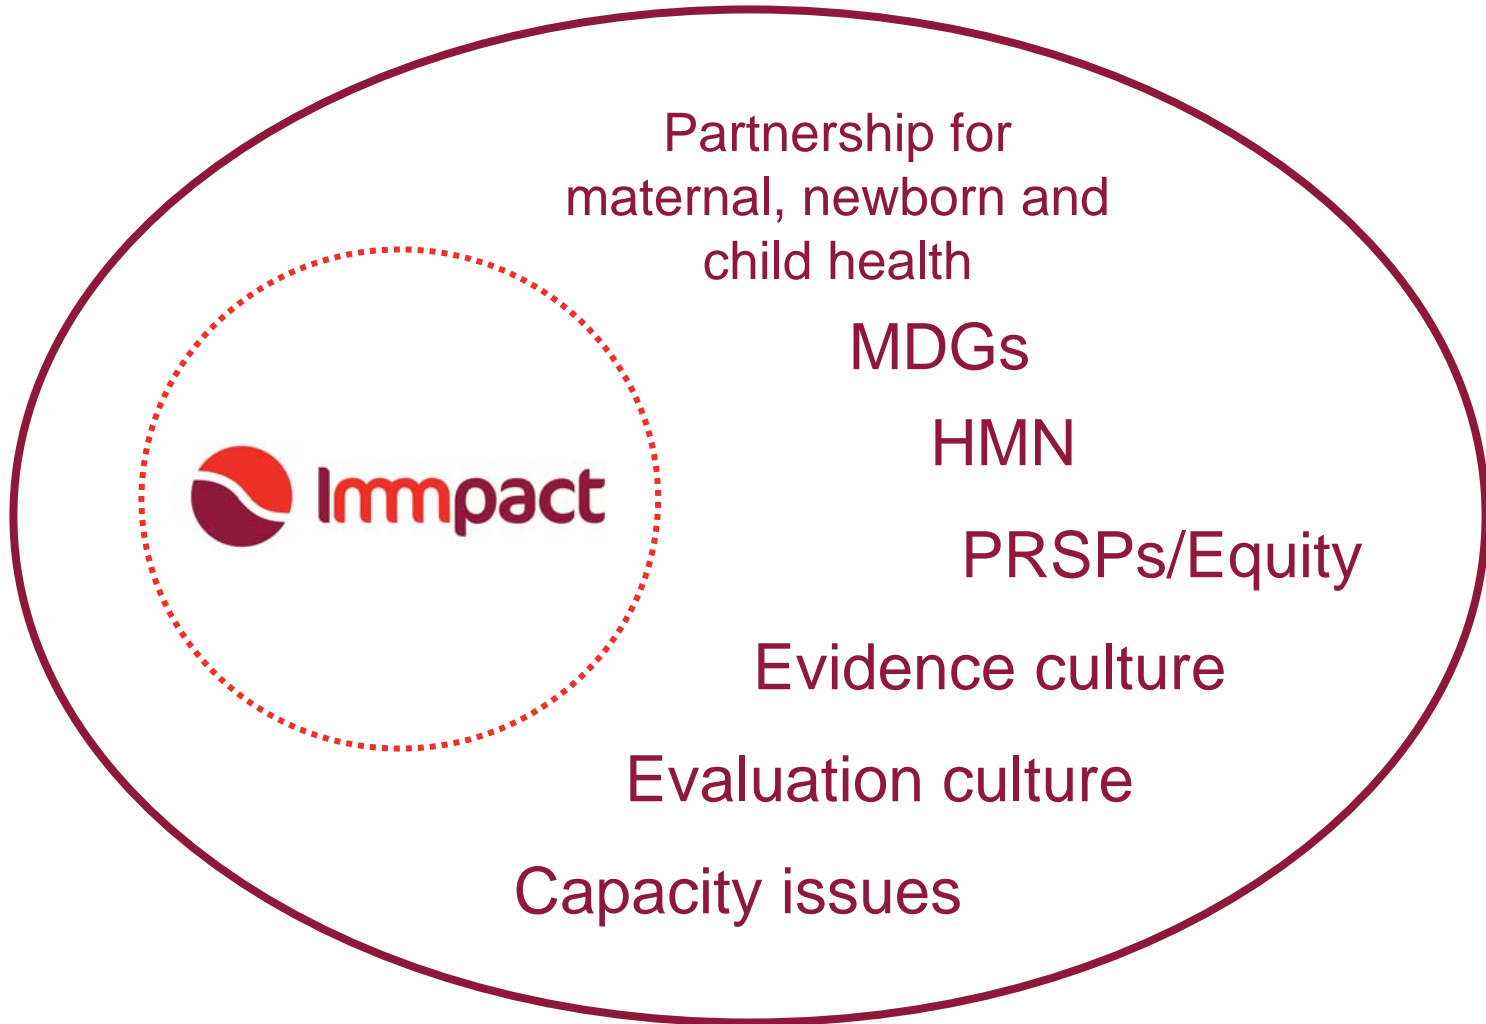 Partnership for
maternal, newborn and
child health
MDGs
HMN
Immpact
PRSPs/Equity
Evidence culture
Evaluation culture
Capacity issues